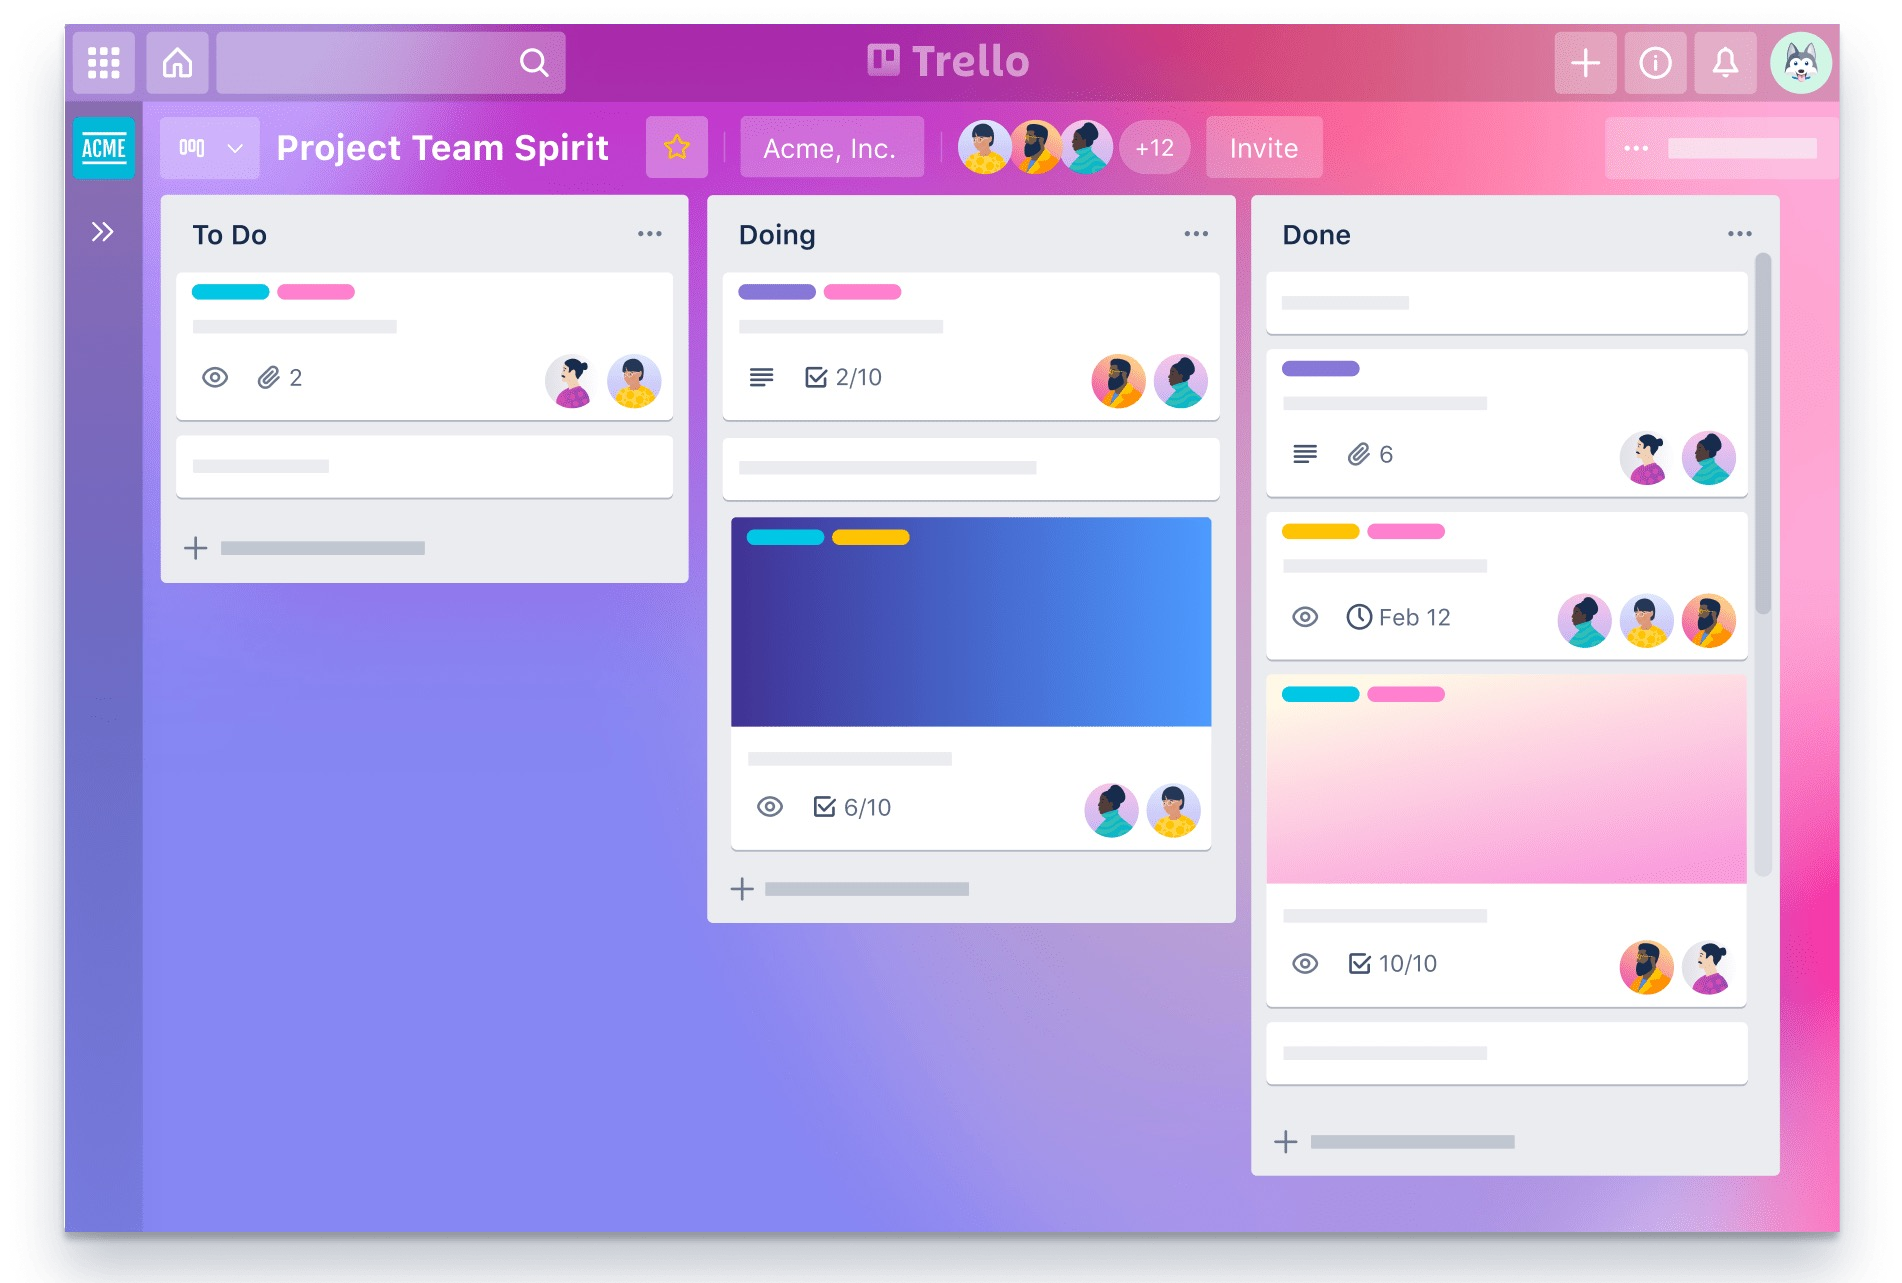 Trello
ACME
Project Team Spirit
Acme, Inc.
+12
Invite
To Do
2
Doing
2/10
6/10
Done
6
Feb 12
10/10